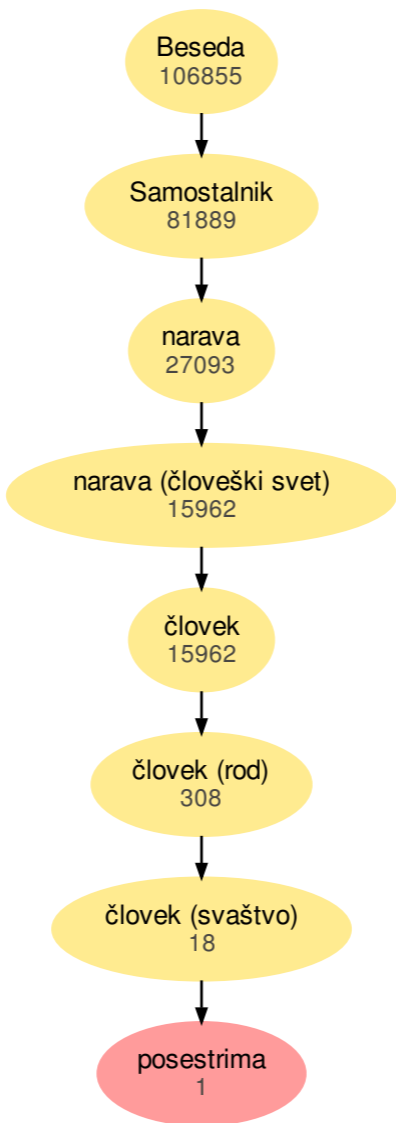 Beseda
106855
Samostalnik
81889
narava
27093
narava (človeški svet)
15962
človek
15962
človek (rod)
308
človek (svaštvo)
18
posestrima
1